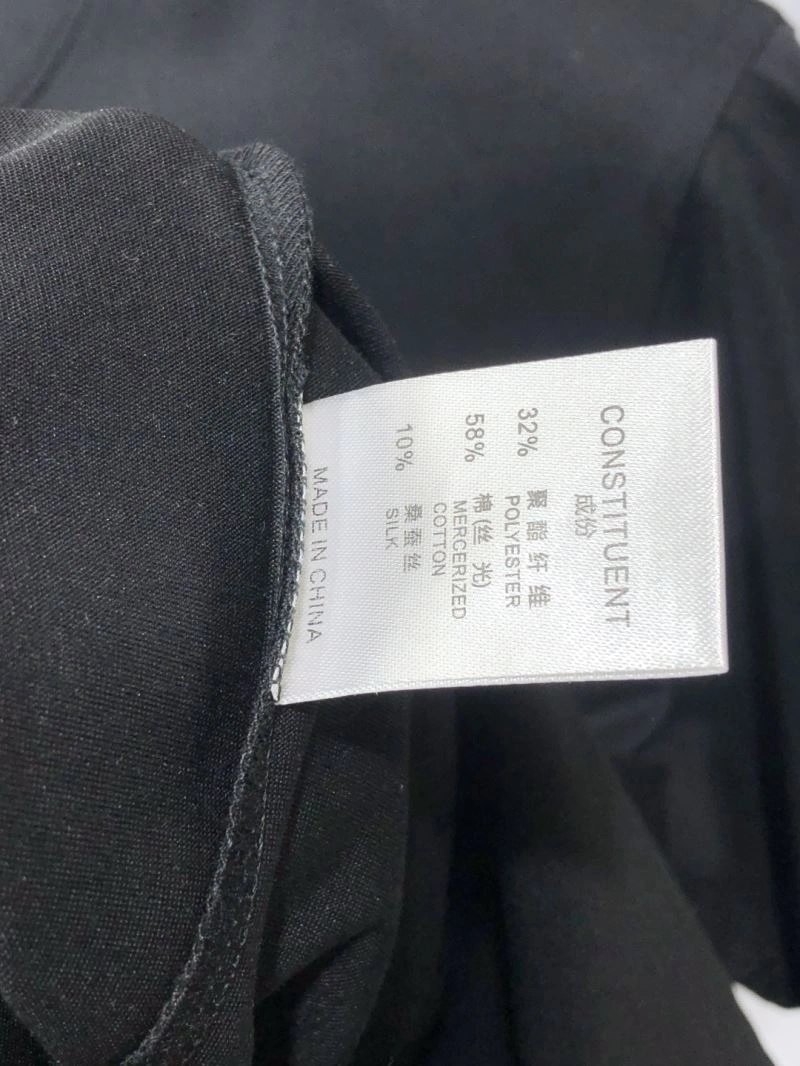 CONSTITUENT
成份
32% 聚酯纤维
POLYESTER
58% 棉(丝光)
MERCERIZED
COTTON
10% 桑蚕丝
SILK
MADE IN CHINA